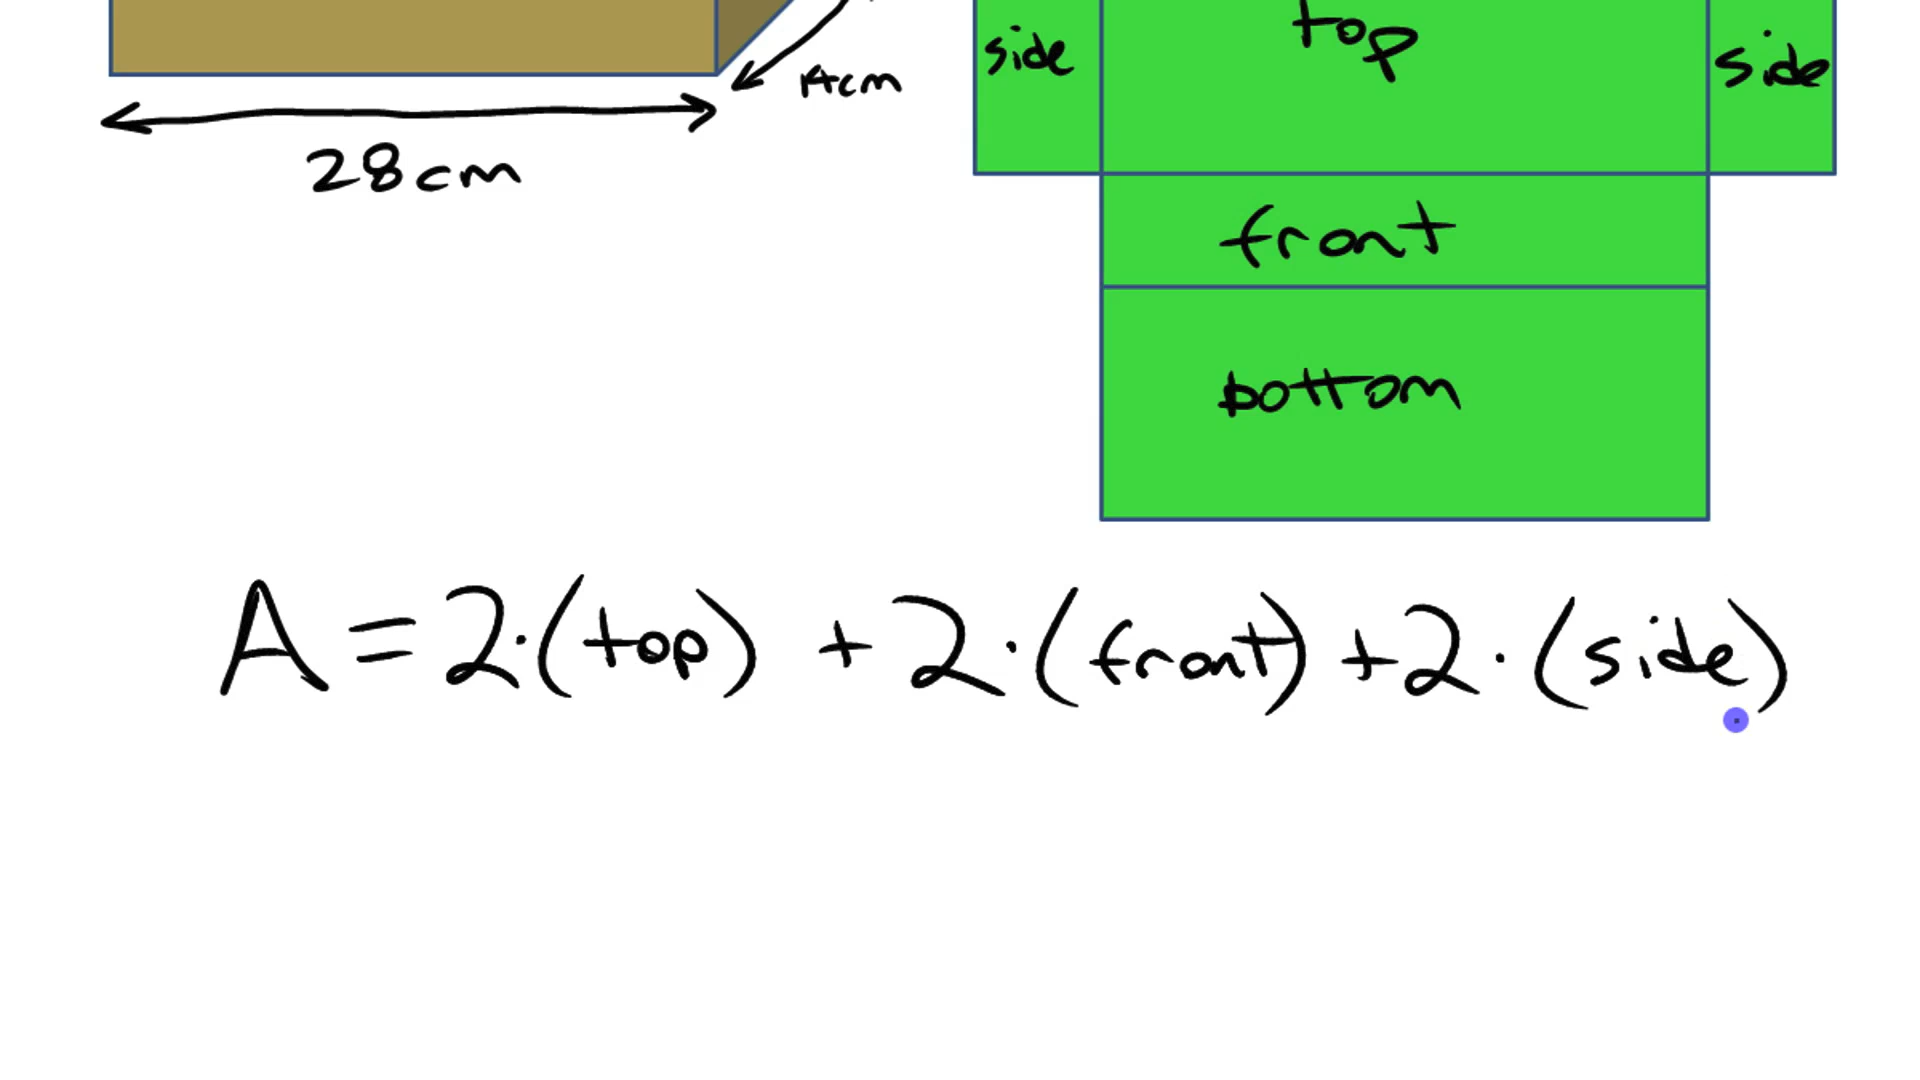 top
side
side
14cm
28cm
front
bottom
A = 2·(top) + 2·(front) + 2·(side)